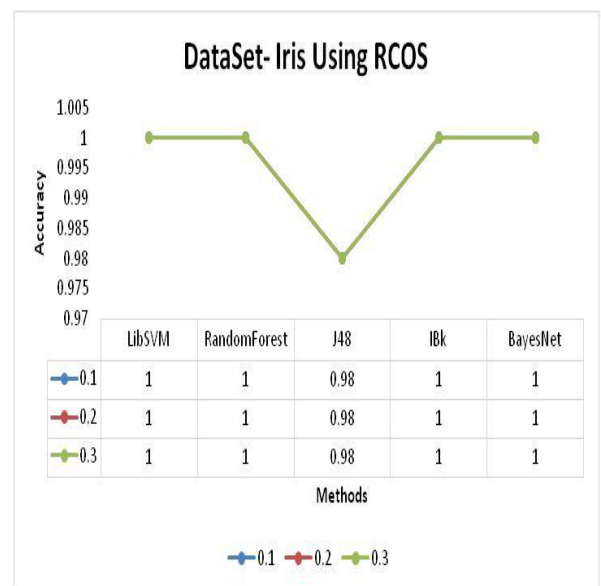 DataSet- Iris Using RCOS
Accuracy
1.005
1
0.995
0.99
0.985
0.98
0.975
0.97
LibSVM RandomForest J48 IBk BayesNet
0.1 1 1 0.98 1 1
0.2 1 1 0.98 1 1
0.3 1 1 0.98 1 1
Methods
0.1 0.2 0.3